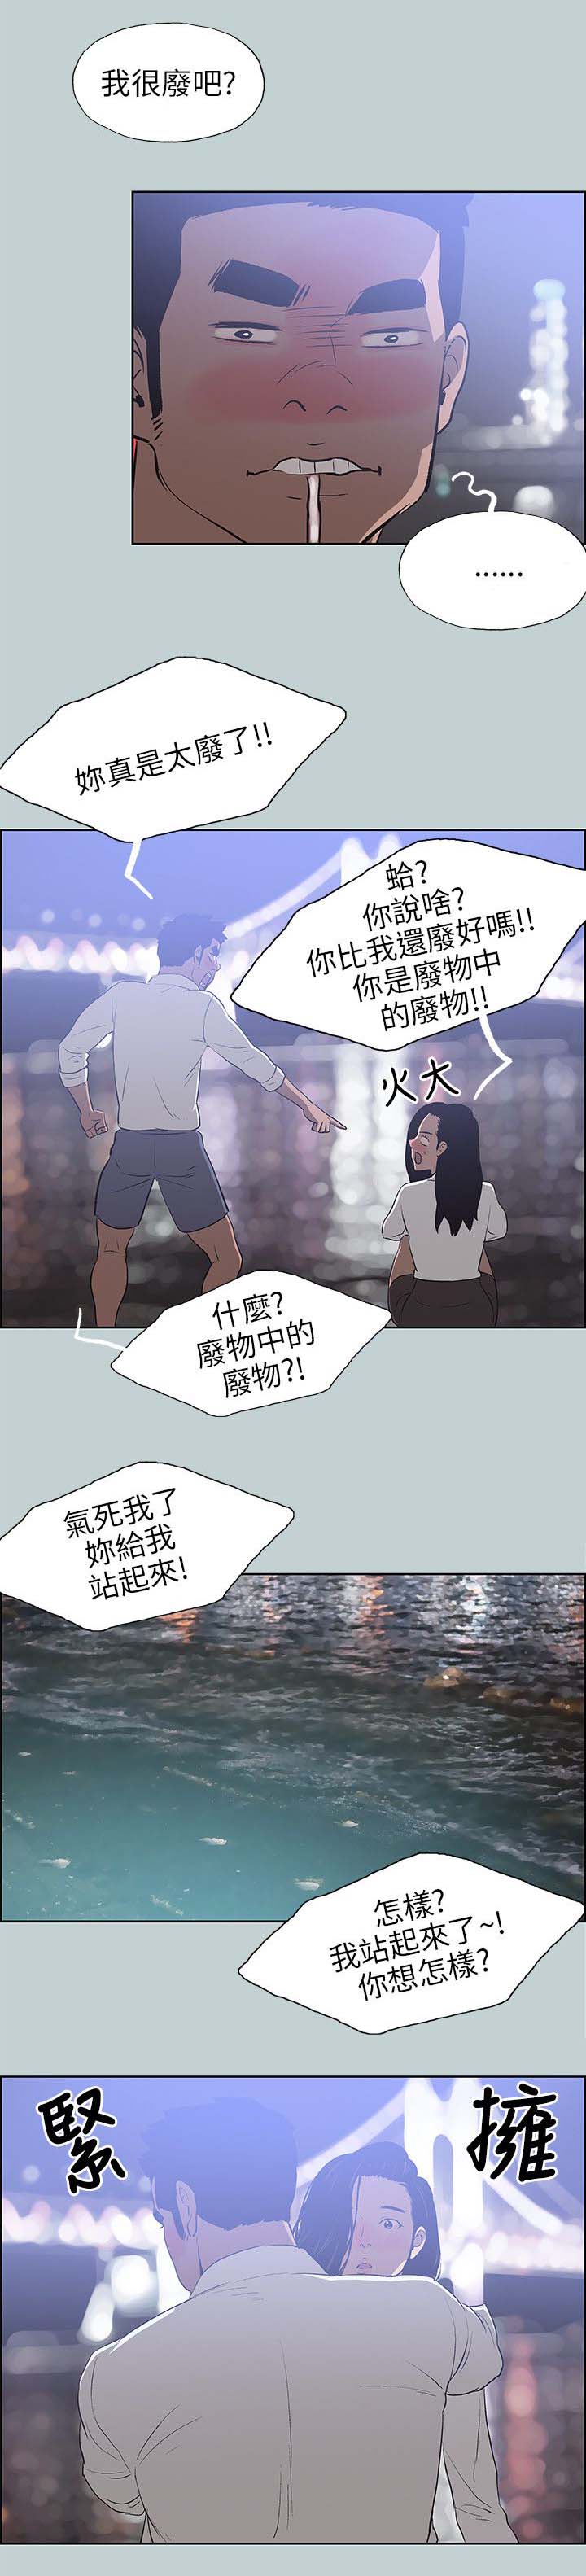 我很廢吧?
······
妳真是太廢了!!
蛤?
你說啥?
你比我還廢好嗎!!
你是廢物中
的廢物!!
火大
什麼?
廢物中的
廢物?!
氣死我了
妳給我
站起來!
怎樣?
我站起來了~!
你想怎樣?
緊擁